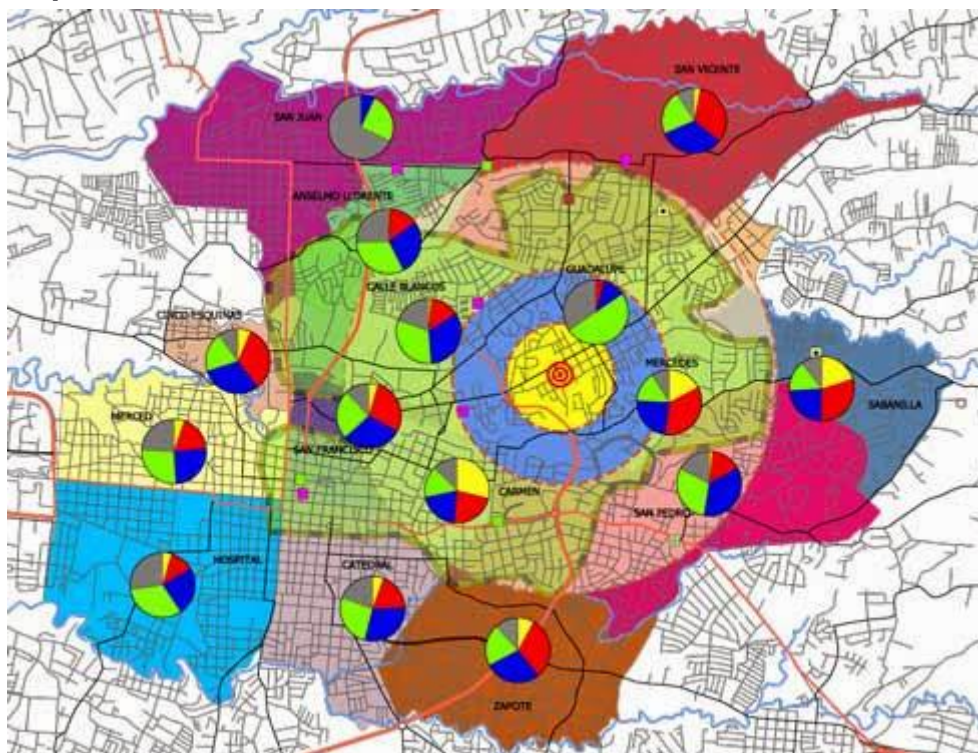 SAN VICENTE
SAN JUAN
ANSELMO LLORENTE
GUADALUPE
CALLE BLANCOS
CINCO ESQUINAS
MERCEDES
SABANILLA
MERCED
SAN FRANCISCO
CARMEN
SAN PEDRO
HOSPITAL
CATEDRAL
ZAPOTE